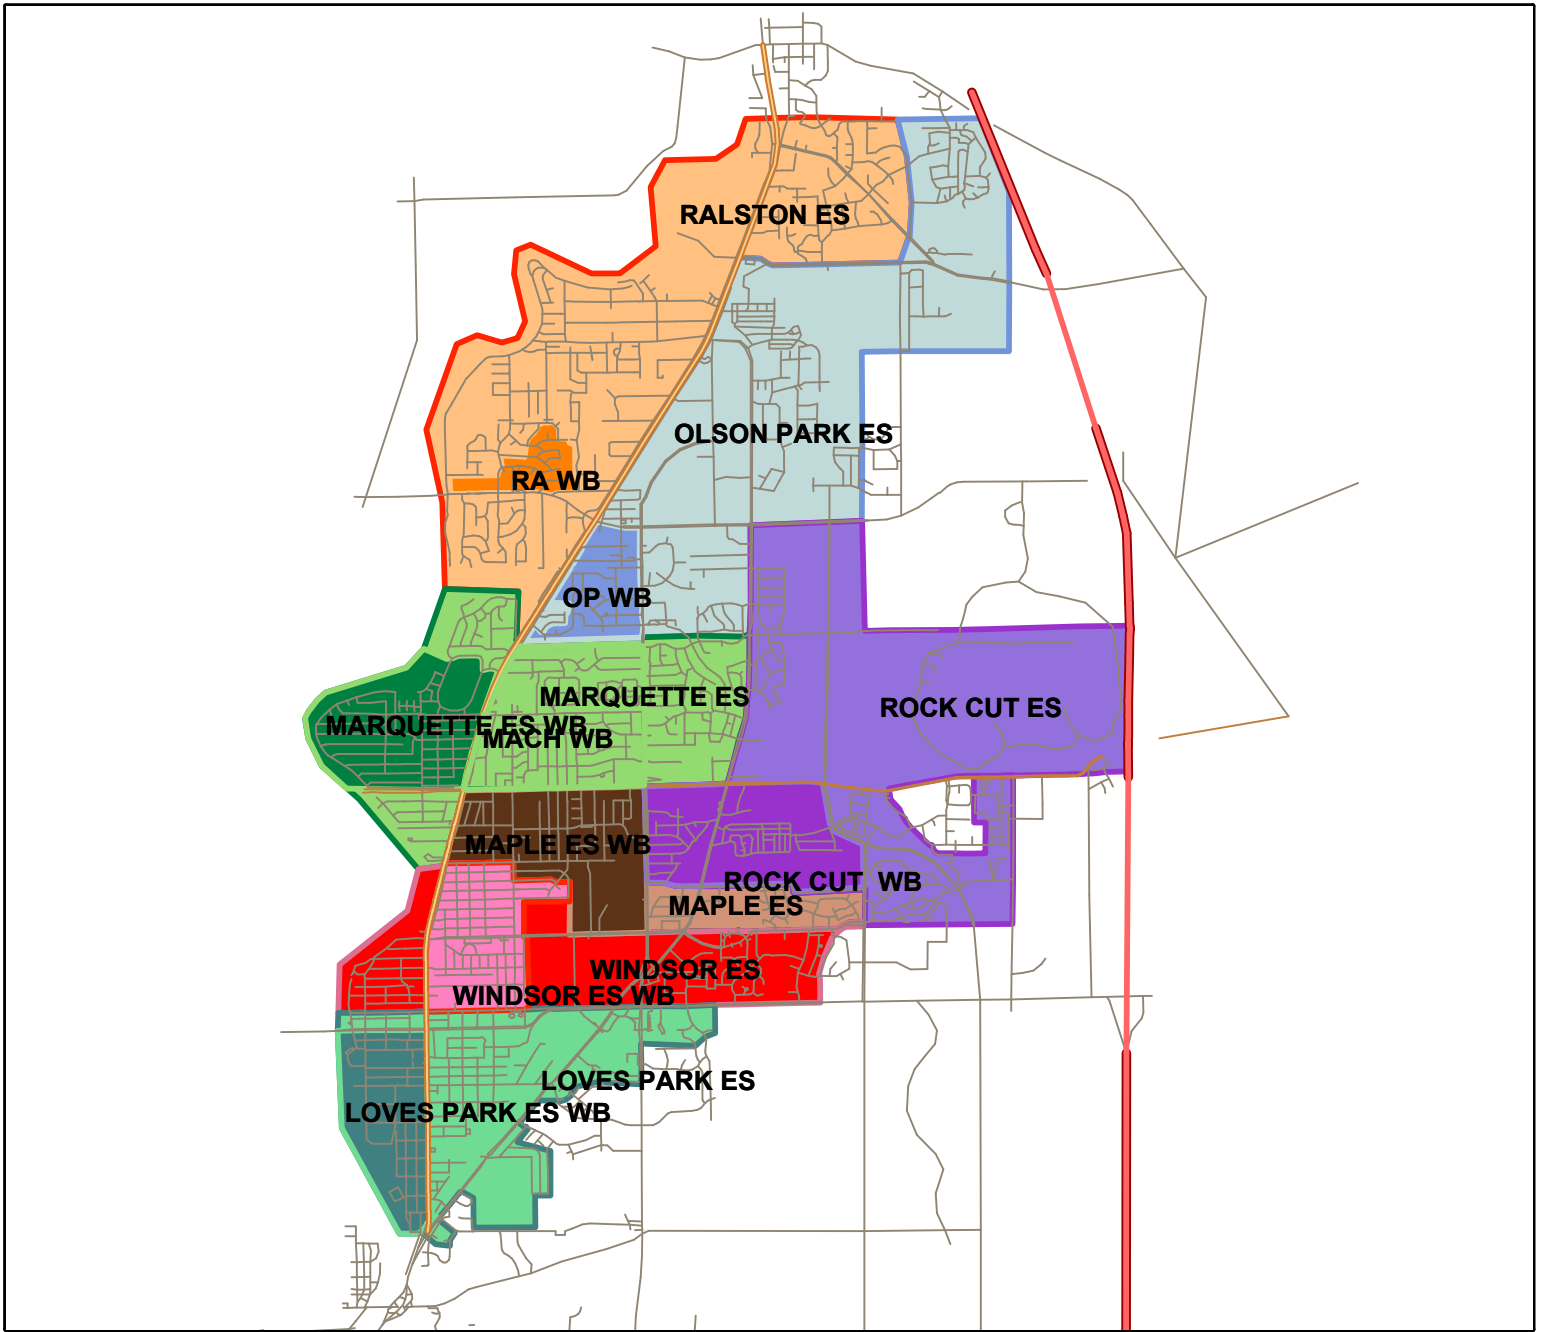 RALSTON ES
OLSON PARK ES
RA WB
OP WB
MARQUETTE ES
ROCK CUT ES
MARQUETTE ES WB
MACH WB
MAPLE ES WB
ROCK CUT WB
MAPLE ES
WINDSOR ES
WINDSOR ES WB
LOVES PARK ES
LOVES PARK ES WB